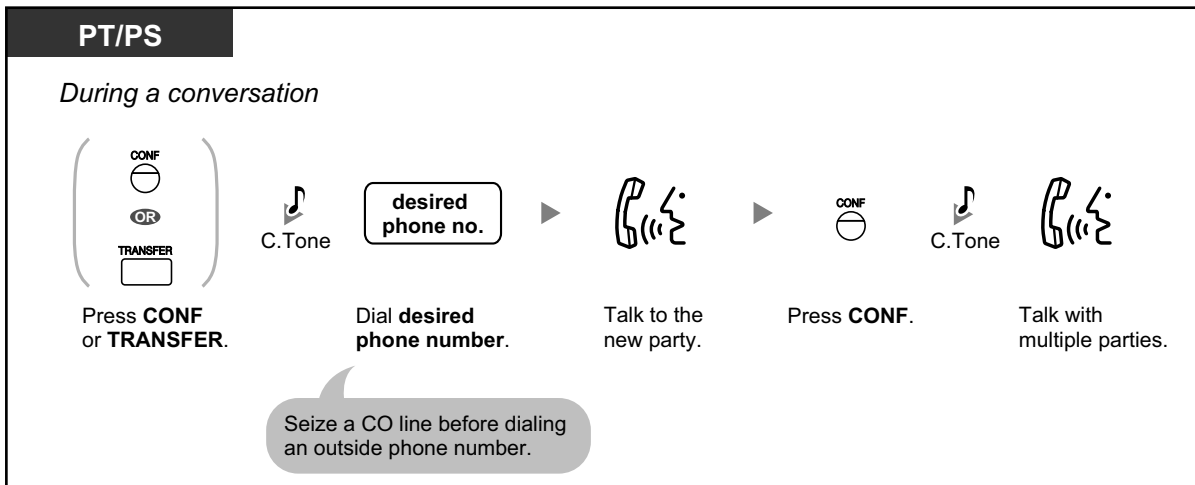 PT/PS
During a conversation
CONF
OR
TRANSFER
C.Tone
desired
phone no.
CONF
C.Tone
Press CONF
or TRANSFER.
Dial desired
phone number.
Talk to the
new party.
Press CONF.
Talk with
multiple parties.
Seize a CO line before dialing
an outside phone number.